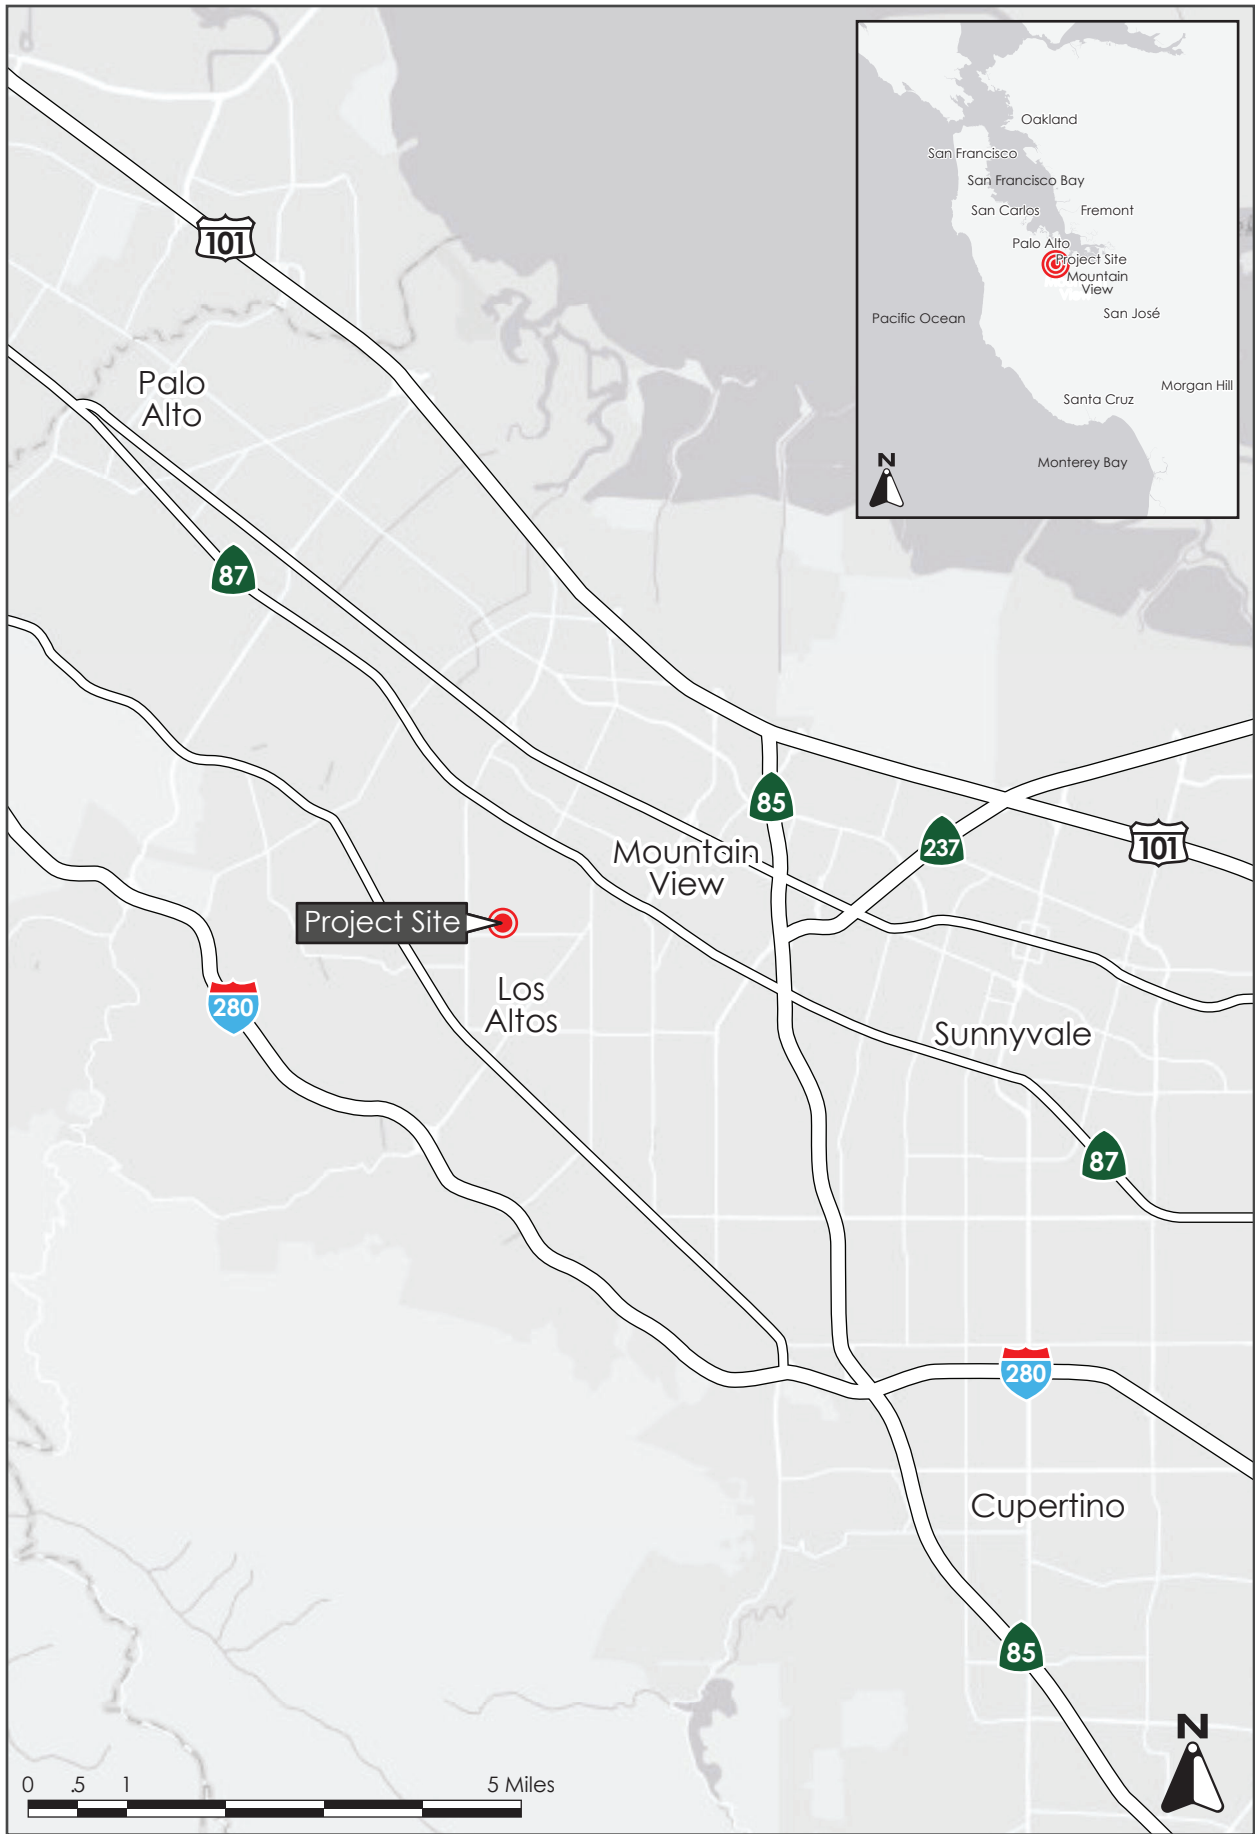 Oakland
San Francisco
San Francisco Bay
San Carlos
Fremont
Palo Alto
Project Site
Mountain
View
San José
Pacific Ocean
Morgan Hill
Santa Cruz
Monterey Bay
N
101
Palo
Alto
87
85
237
101
Mountain
View
Project Site
280
Los
Altos
Sunnyvale
87
280
Cupertino
85
N
0 .5 1 5 Miles